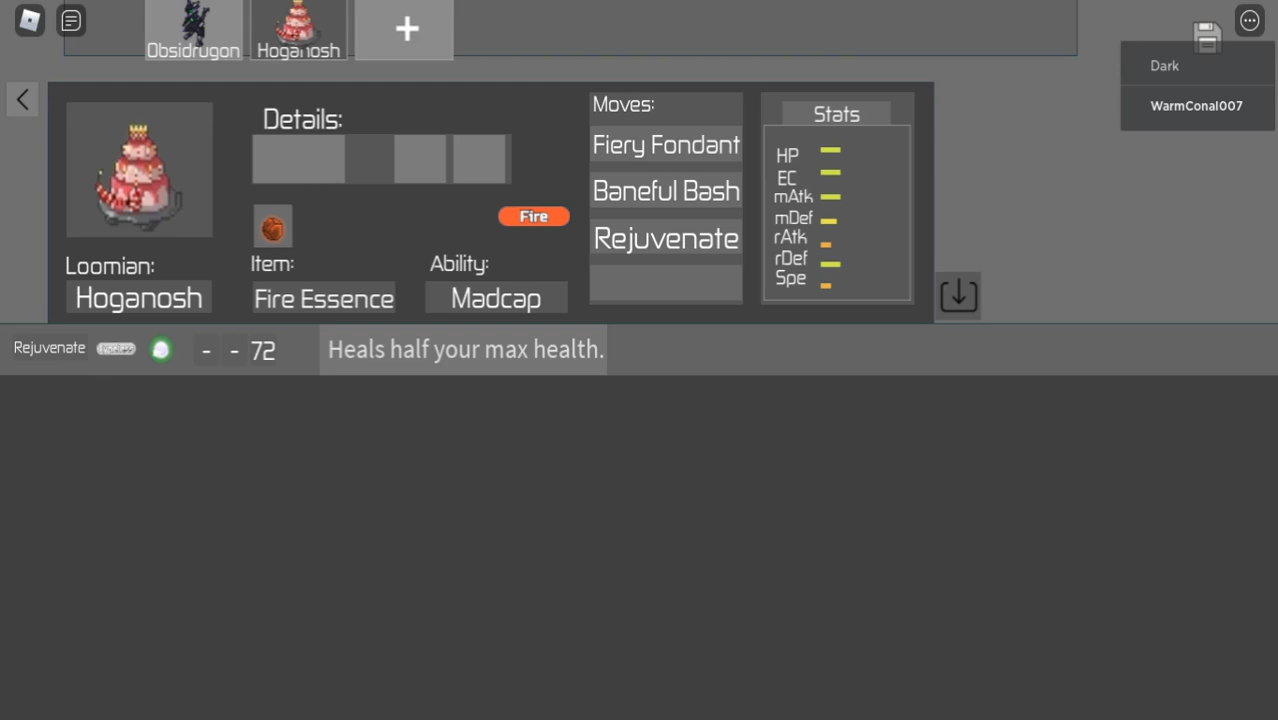 Obsidrugon
Hoganosh
+
Dark
WarmConal007
Details:
Moves:
Fiery Fondant
Baneful Bash
Rejuvenate
Stats
HP
EC
mAtk
mDef
rAtk
rDef
Spe
Fire
Loomian:
Hoganosh
Item:
Fire Essence
Ability:
Madcap
Rejuvenate
- - 72
Heals half your max health.